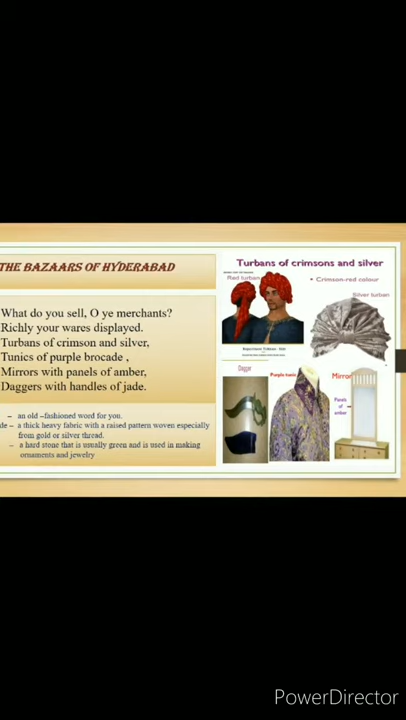 THE BAZAARS OF HYDERABAD
What do you sell, O ye merchants?
Richly your wares displayed.
Turbans of crimson and silver,
Tunics of purple brocade ,
Mirrors with panels of amber,
Daggers with handles of jade.
– an old –fashioned word for you.
de – a thick heavy fabric with a raised pattern woven especially
from gold or silver thread.
– a hard stone that is usually green and is used in making
ornaments and jewelry
Turbans of crimsons and silver
Red turban
• Crimson-red colour
Silver turban
Dagger
Purple tunic
Mirror
Panels
of
amber
PowerDirector